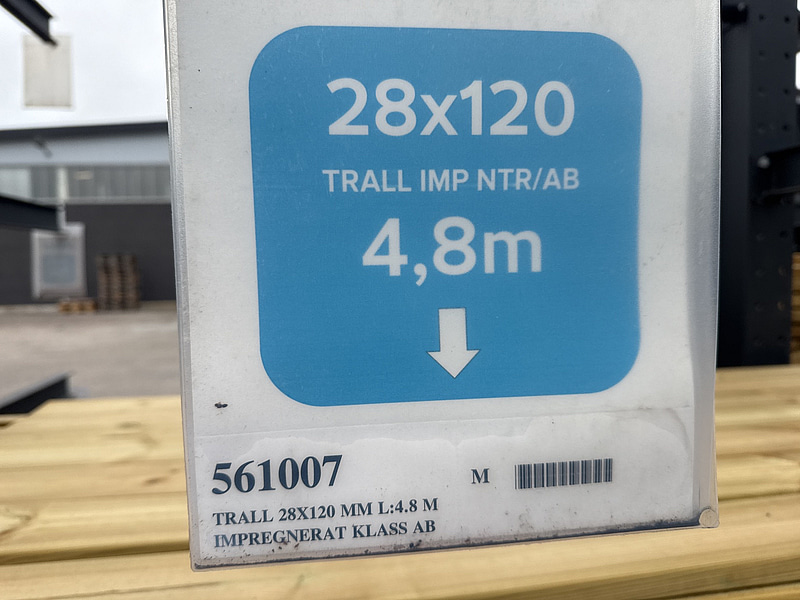 28x120
TRALL IMP NTR/AB
4,8m
561007 M
TRALL 28X120 MM L:4.8 M
IMPREGNERAT KLASS AB